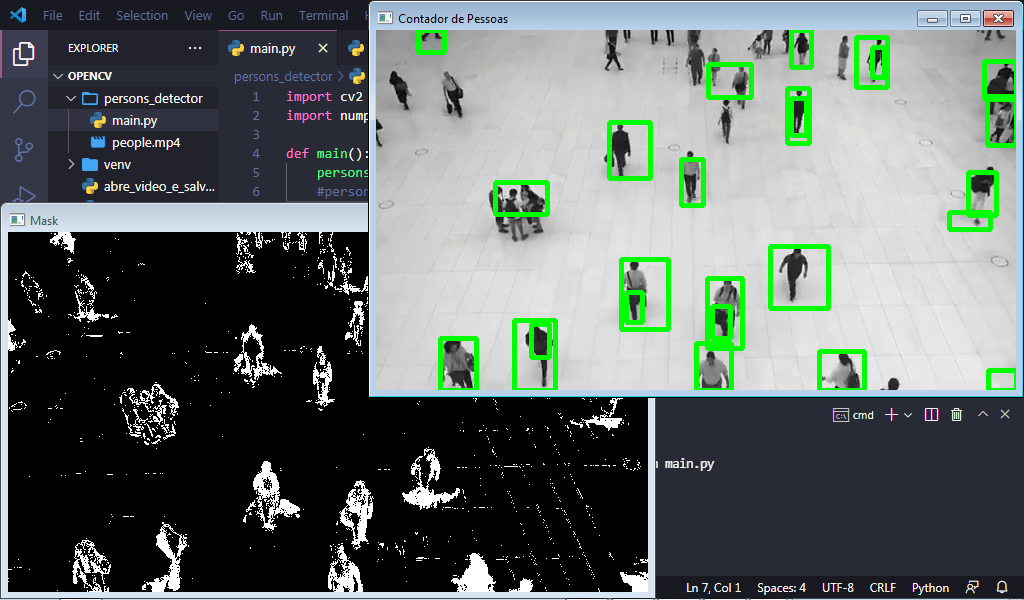 File Edit Selection View Go Run Terminal
Contador de Pessoas
EXPLORER ...
main.py
OPENCV
persons_detector
main.py
people.mp4
venv
abre_video_e_salv...
persons_detector
1 import cv2
2 import nump
3
4 def main():
5 persons
6 #person
Mask
cmd
main.py
Ln 7, Col 1 Spaces: 4 UTF-8 CRLF Python